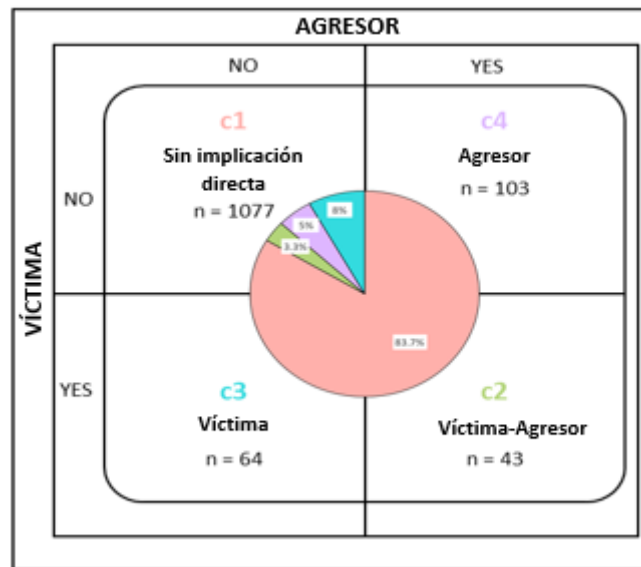 AGRESOR
NO YES
c1
Sin implicación
directa
n = 1077
c4
Agresor
n = 103
NO
8%
5%
3.3%
83.7%
VÍCTIMA
YES
c3
Víctima
n = 64
c2
Víctima-Agresor
n = 43